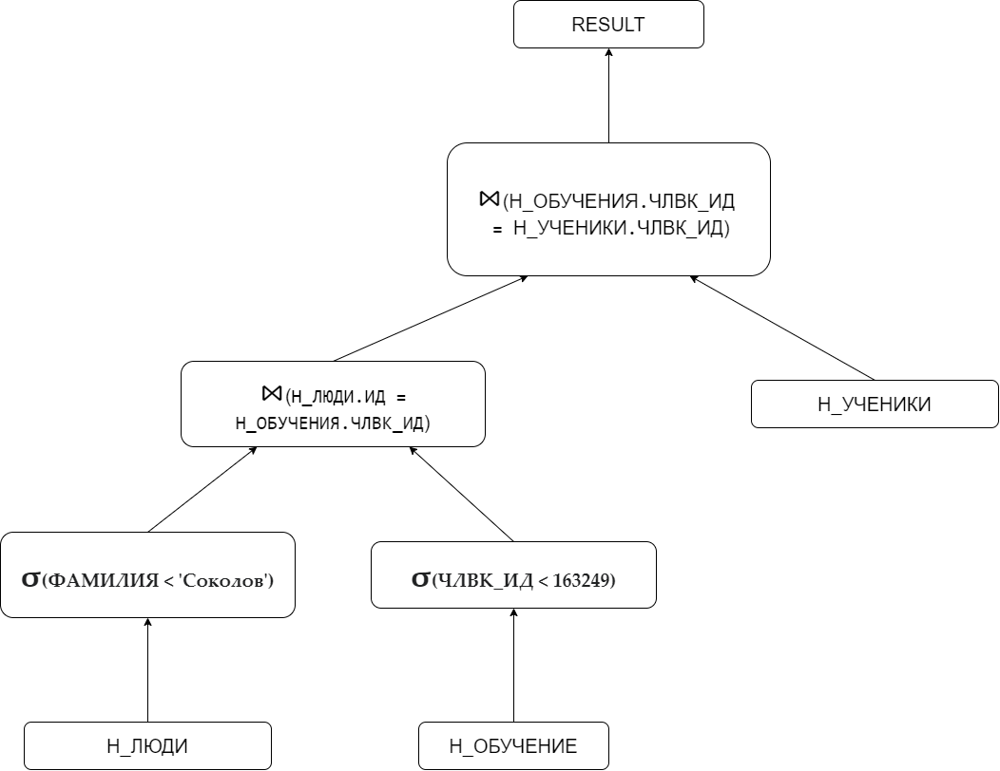 RESULT
⋈(Н_ОБУЧЕНИЯ.ЧЛВК_ИД
= Н_УЧЕНИКИ.ЧЛВК_ИД)
⋈(Н_ЛЮДИ.ИД =
Н_ОБУЧЕНИЯ.ЧЛВК_ИД)
Н_УЧЕНИКИ
σ(ФАМИЛИЯ < 'Соколов')
σ(ЧЛВК_ИД < 163249)
Н_ЛЮДИ
Н_ОБУЧЕНИЕ